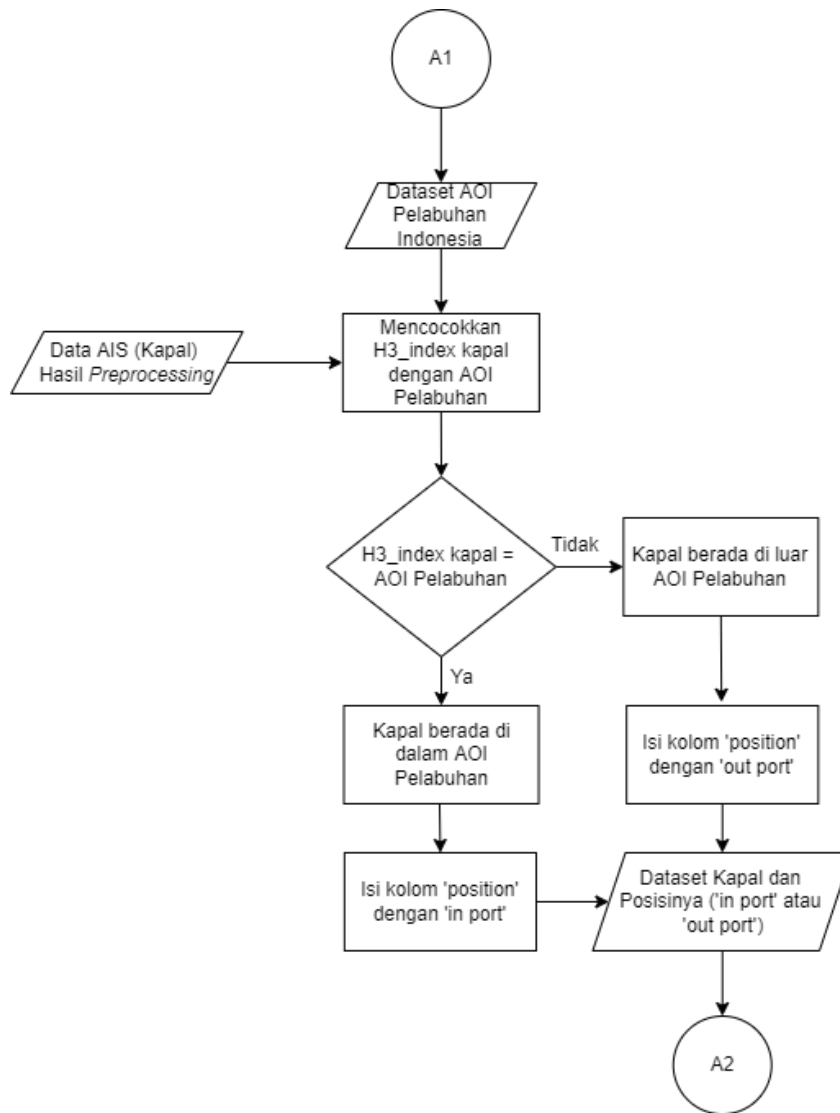 A1
Dataset AOI
Pelabuhan
Indonesia
Data AIS (Kapal)
Hasil Preprocessing
Mencocokkan
H3_index kapal
dengan AOI
Pelabuhan
H3_index kapal =
AOI Pelabuhan
Tidak
Kapal berada di luar
AOI Pelabuhan
Ya
Kapal berada di
dalam AOI
Pelabuhan
Isi kolom 'position'
dengan 'out port'
Isi kolom 'position'
dengan 'in port'
Dataset Kapal dan
Posisinya ('in port' atau
'out port')
A2